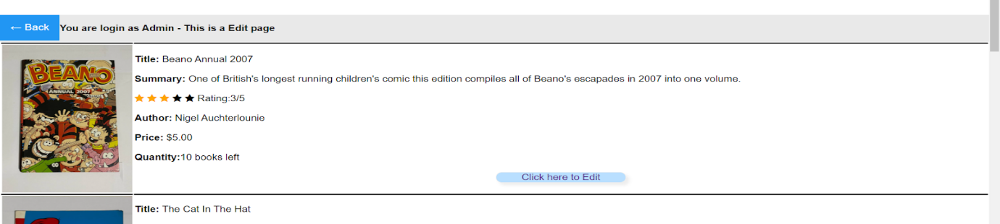 ← Back
You are login as Admin - This is a Edit page
BEANO
ANNUAL 2007
Title: Beano Annual 2007
Summary: One of British's longest running children's comic this edition compiles all of Beano's escapades in 2007 into one volume.
★★★★★ Rating:3/5
Author: Nigel Auchterlounie
Price: $5.00
Quantity:10 books left
Click here to Edit
Title: The Cat In The Hat